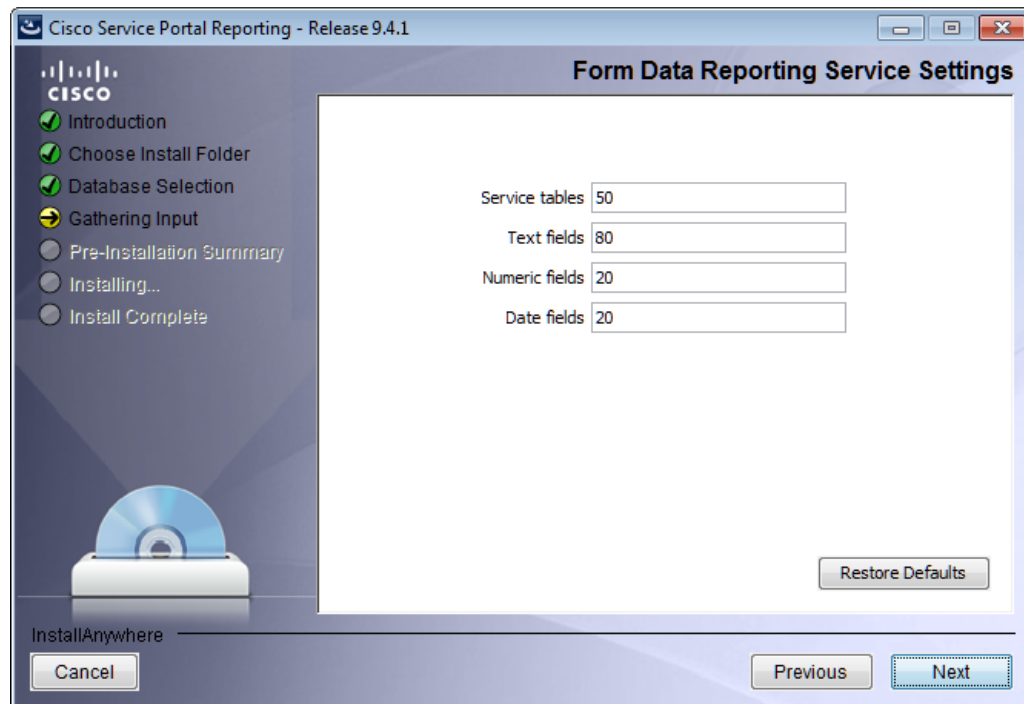 Cisco Service Portal Reporting - Release 9.4.1
CISCO
Form Data Reporting Service Settings
Introduction
Choose Install Folder
Database Selection
Gathering Input
Pre-Installation Summary
Installing...
Install Complete
Service tables 50
Text fields 80
Numeric fields 20
Date fields 20
Restore Defaults
InstallAnywhere
Cancel
Previous
Next